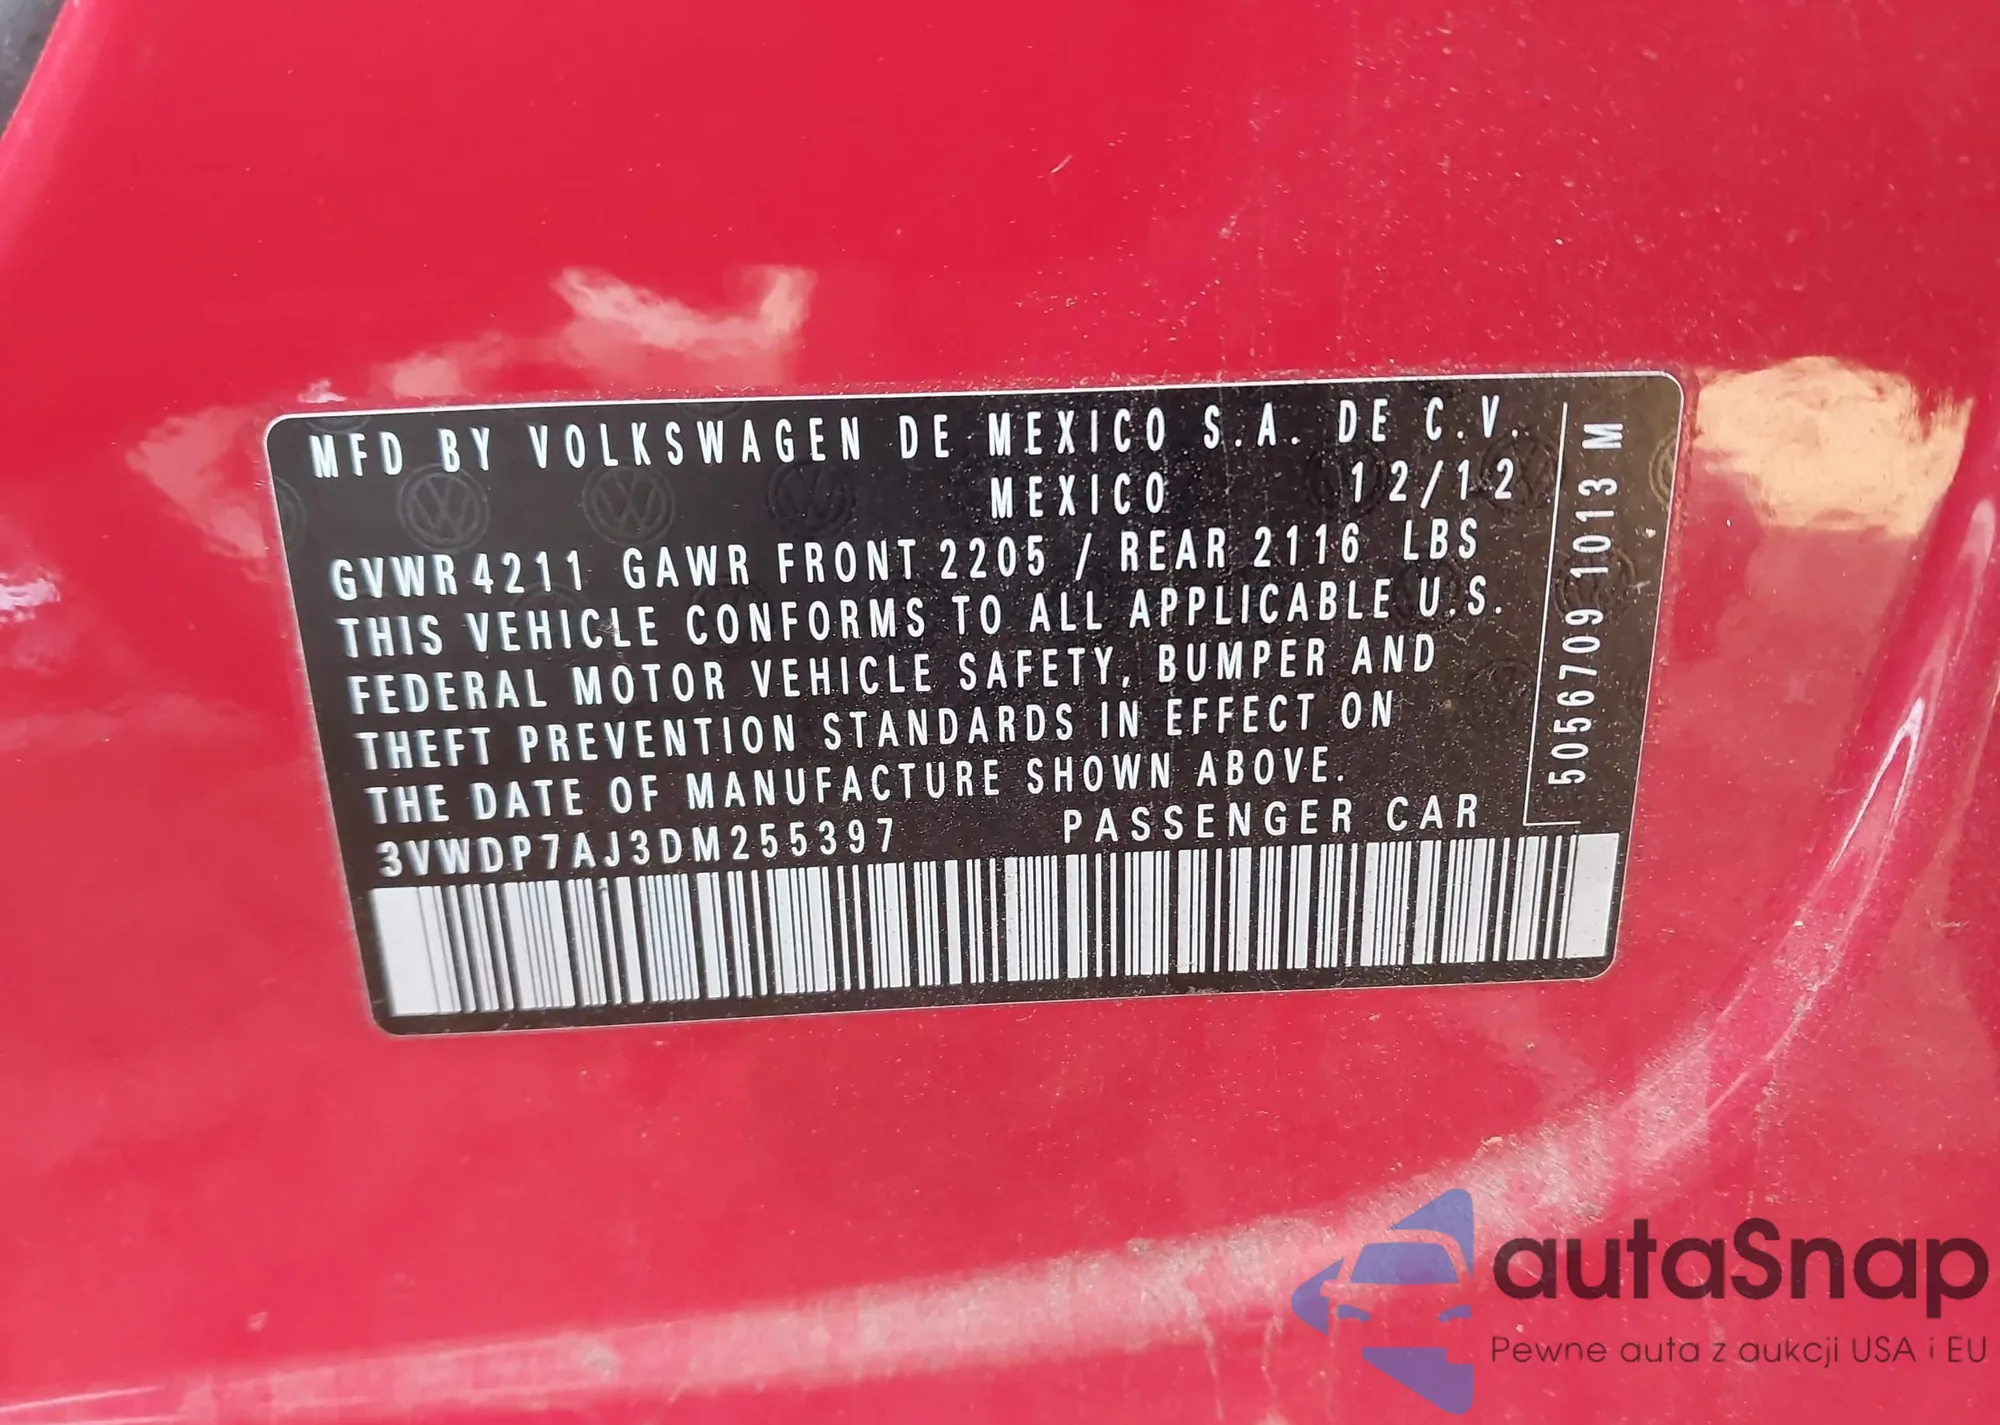 MFD BY VOLKSWAGEN DE MEXICO S.A. DE C.V.
MEXICO 12/12
GVWR 4211 GAWR FRONT 2205 / REAR 2116 LBS
THIS VEHICLE CONFORMS TO ALL APPLICABLE U.S.
FEDERAL MOTOR VEHICLE SAFETY, BUMPER AND
THEFT PREVENTION STANDARDS IN EFFECT ON
THE DATE OF MANUFACTURE SHOWN ABOVE.
3VWDP7AJ3DM255397 PASSENGER CAR
5056709 1013 M
autaSnap
Pewne auta z aukcji USA i EU